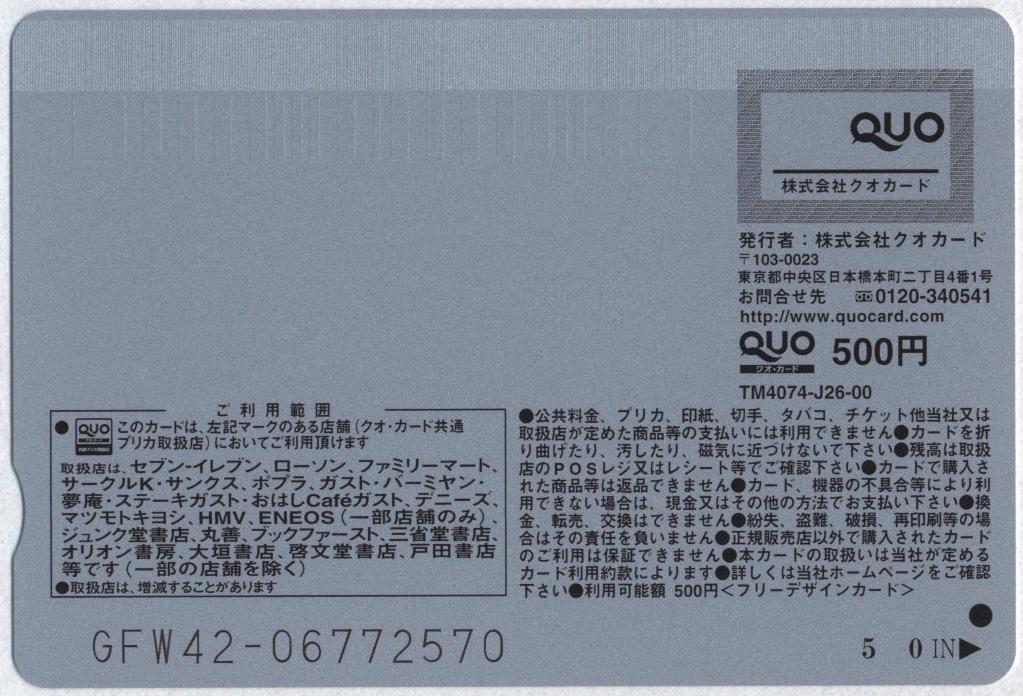 QUO
株式会社クオカード
発行者：株式会社クオカード
〒103-0023
東京都中央区日本橋本町二丁目4番1号
お問合せ先 0120-340541
http://www.quocard.com
QUO 500円
クオ・カード
TM4074-J26-00
ご利用範囲
●QUOこのカードは、左記マークのある店舗（クオ・カード共通
プリカ取扱店）においてご利用頂けます
取扱店は、セブン-イレブン、ローソン、ファミリーマート、
サークルK・サンクス、ポプラ、ガスト・バーミヤン・
夢庵・ステーキガスト・おはしCaféガスト、デニーズ、
マツモトキヨシ、HMV、ENEOS（一部店舗のみ）、
ジュンク堂書店、丸善、ブックファースト、三省堂書店、
オリオン書房、大垣書店、啓文堂書店、戸田書店
等です（一部の店舗を除く）
●取扱店は、増減することがあります
●公共料金、プリカ、印紙、切手、タバコ、チケット他当社又は
取扱店が定めた商品等の支払いには利用できません●カードを折
り曲げたり、汚したり、磁気に近づけないで下さい●残高は取扱
店のPOSレジ又はレシート等でご確認下さい●カードで購入さ
れた商品等は返品できません●カード、機器の不具合等により利
用できない場合は、現金又はその他の方法でお支払い下さい●換
金、転売、交換はできません●紛失、盗難、破損、再印刷等の場
合はその責任を負いません●正規販売店以外で購入されたカード
のご利用は保証できません●本カードの取扱いは当社が定める
カード利用約款によります●詳しくは当社ホームページをご確認
下さい●利用可能額 500円＜フリーデザインカード＞
GFW42-06772570
5 0 IN▶